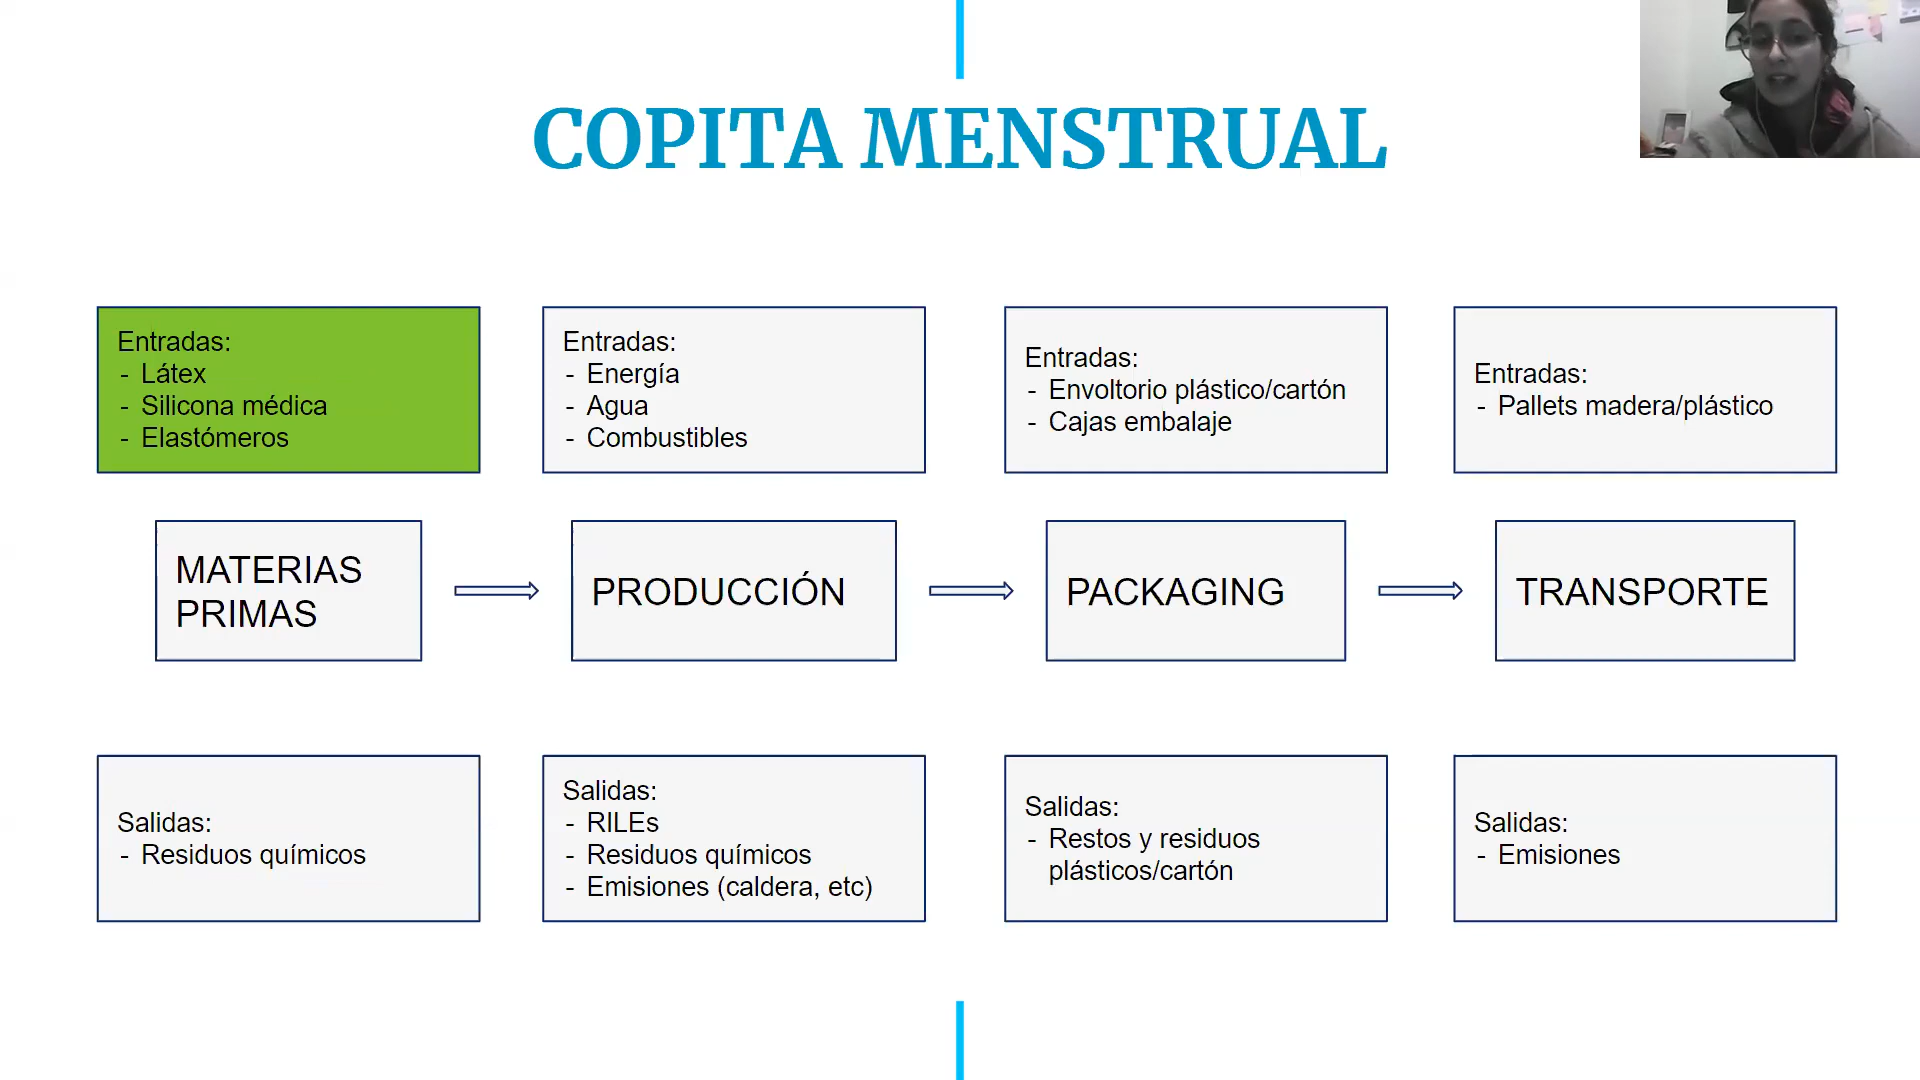 COPITA MENSTRUAL
Entradas:
- Látex
- Silicona médica
- Elastómeros
Entradas:
- Energía
- Agua
- Combustibles
Entradas:
- Envoltorio plástico/cartón
- Cajas embalaje
Entradas:
- Pallets madera/plástico
MATERIAS
PRIMAS
PRODUCCIÓN
PACKAGING
TRANSPORTE
Salidas:
- Residuos químicos
Salidas:
- RILEs
- Residuos químicos
- Emisiones (caldera, etc)
Salidas:
- Restos y residuos
plásticos/cartón
Salidas:
- Emisiones